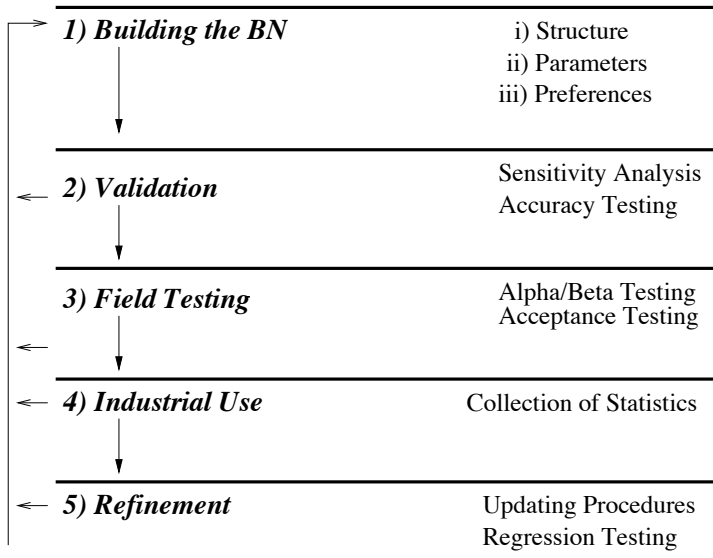 1) Building the BN
i) Structure
ii) Parameters
iii) Preferences
2) Validation
Sensitivity Analysis
Accuracy Testing
3) Field Testing
Alpha/Beta Testing
Acceptance Testing
4) Industrial Use
Collection of Statistics
5) Refinement
Updating Procedures
Regression Testing